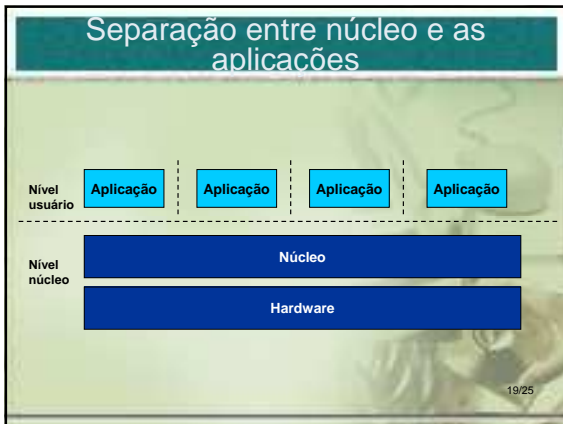 Separação entre núcleo e as
aplicações
Nível
usuário
Aplicação
Aplicação
Aplicação
Aplicação
Nível
núcleo
Núcleo
Hardware
19/25